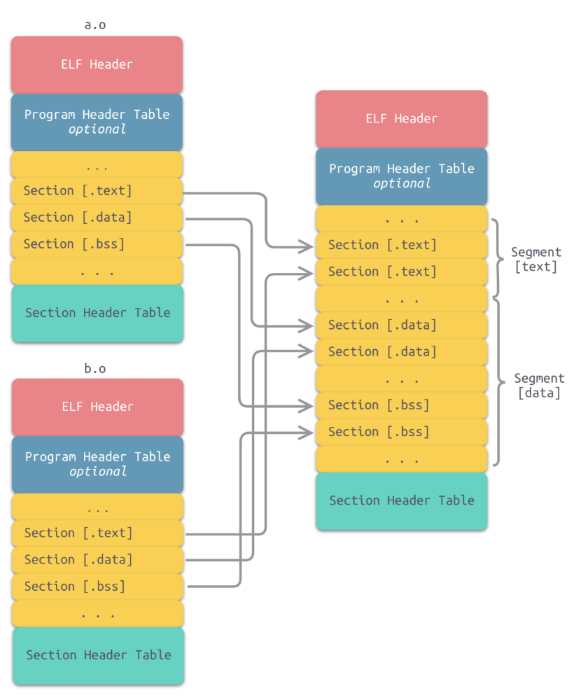 a.o
ELF Header
Program Header Table
optional
...
Section [.text]
Section [.data]
Section [.bss]
. . .
Section Header Table
b.o
ELF Header
Program Header Table
optional
...
Section [.text]
Section [.data]
Section [.bss]
. . .
Section Header Table
ELF Header
Program Header Table
optional
. . .
Section [.text]
Section [.text]
. . .
Section [.data]
Section [.data]
. . .
Section [.bss]
Section [.bss]
. . .
Section Header Table
Segment
[text]
Segment
[data]